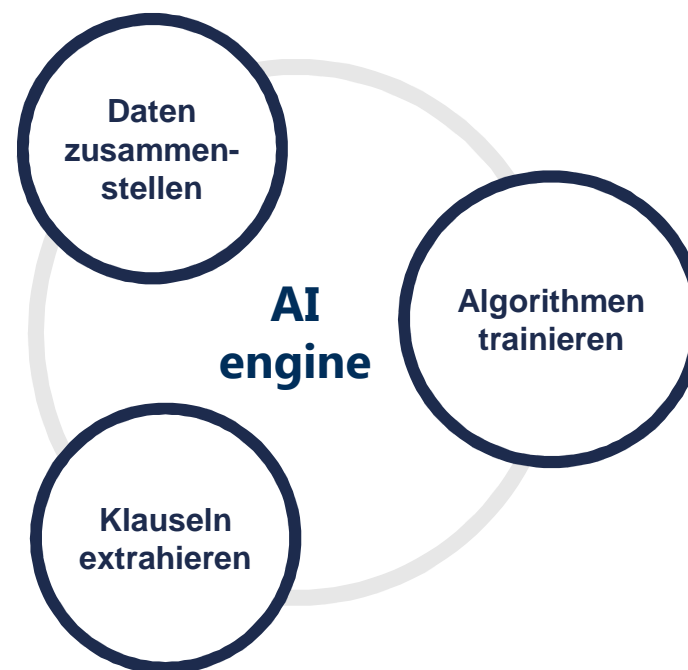 Daten
zusammen-
stellen
AI
engine
Algorithmen
trainieren
Klauseln
extrahieren